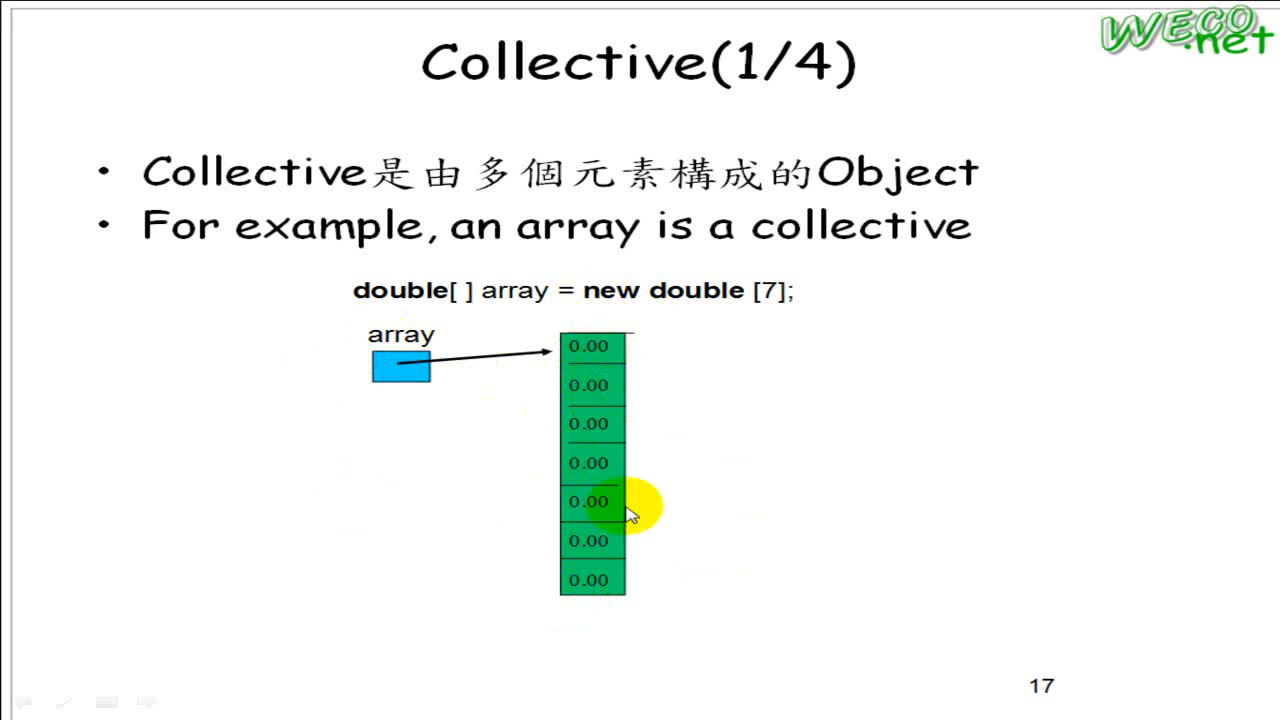 WECO
.net
Collective(1/4)
• Collective是由多個元素構成的Object
• For example, an array is a collective
double[ ] array = new double [7];
array
0.00
0.00
0.00
0.00
0.00
0.00
0.00
17